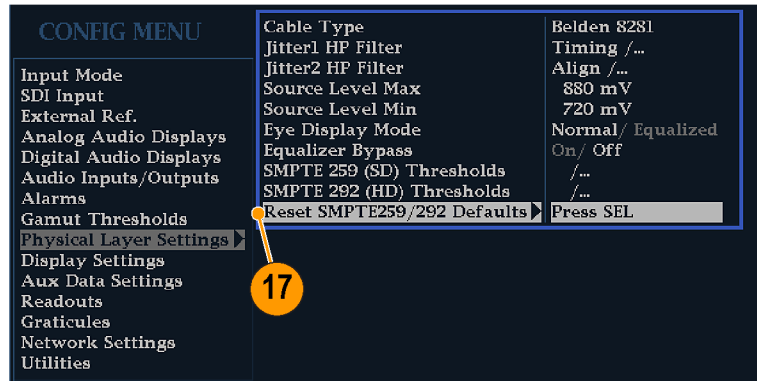 CONFIG MENU
Input Mode
SDI Input
External Ref.
Analog Audio Displays
Digital Audio Displays
Audio Inputs/Outputs
Alarms
Gamut Thresholds
Physical Layer Settings
Display Settings
Aux Data Settings
Readouts
Graticules
Network Settings
Utilities
Cable Type Belden 8281
Jitter1 HP Filter Timing /...
Jitter2 HP Filter Align /...
Source Level Max 880 mV
Source Level Min 720 mV
Eye Display Mode Normal/ Equalized
Equalizer Bypass On/ Off
SMPTE 259 (SD) Thresholds /...
SMPTE 292 (HD) Thresholds /...
Reset SMPTE259/292 Defaults Press SEL
17